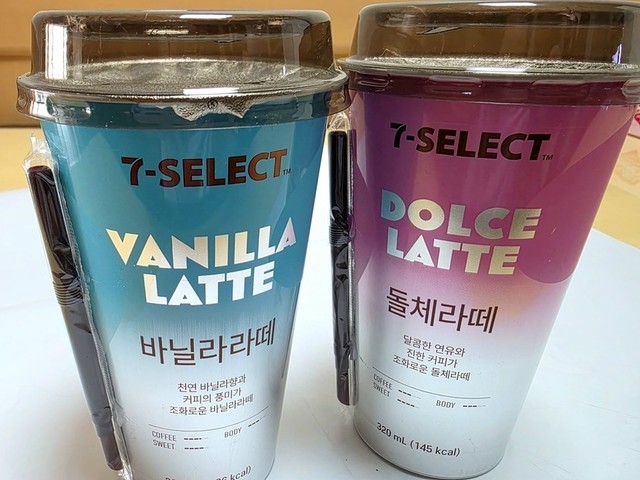 7-SELECT™
VANILLA
LATTE
바닐라라떼
천연 바닐라향과
커피의 풍미가
조화로운 바닐라라떼
COFFEE
BODY
SWEET
kcal)
7-SELECT™
DOLCE
LATTE
돌체라떼
달콤한 연유와
진한 커피가
조화로운 돌체라떼
COFFEE
SWEET
BODY
320 mL (145 kcal)